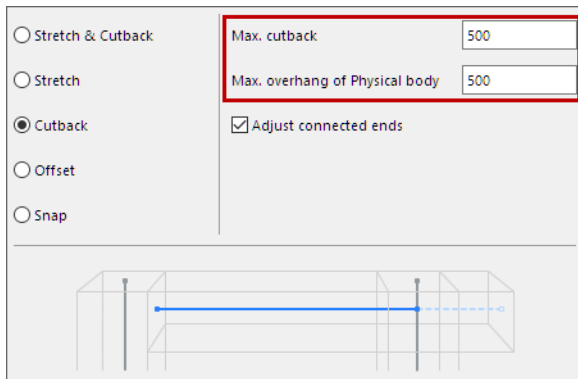 Stretch & Cutback
Stretch
Cutback
Offset
Snap
Max. cutback 500
Max. overhang of Physical body 500
Adjust connected ends